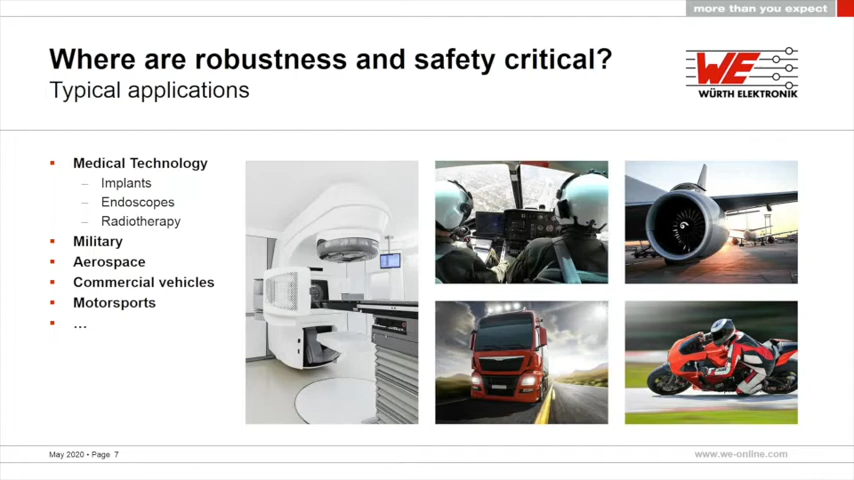 more than you expect
Where are robustness and safety critical?
Typical applications
WE
WÜRTH ELEKTRONIK
▪ Medical Technology
– Implants
– Endoscopes
– Radiotherapy
▪ Military
▪ Aerospace
▪ Commercial vehicles
▪ Motorsports
▪ …
May 2020 ▪ Page 7
www.we-online.com